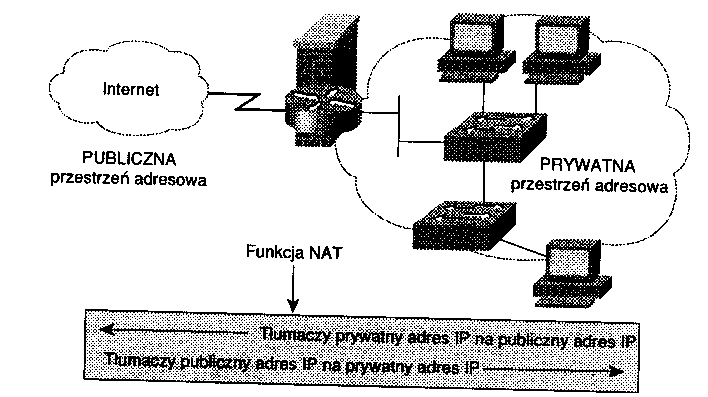 Internet
PUBLICZNA
przestrzeń adresowa
PRYWATNA
przestrzeń adresowa
Funkcja NAT
Tłumaczy prywatny adres IP na publiczny adres IP
Tłumaczy publiczny adres IP na prywatny adres IP